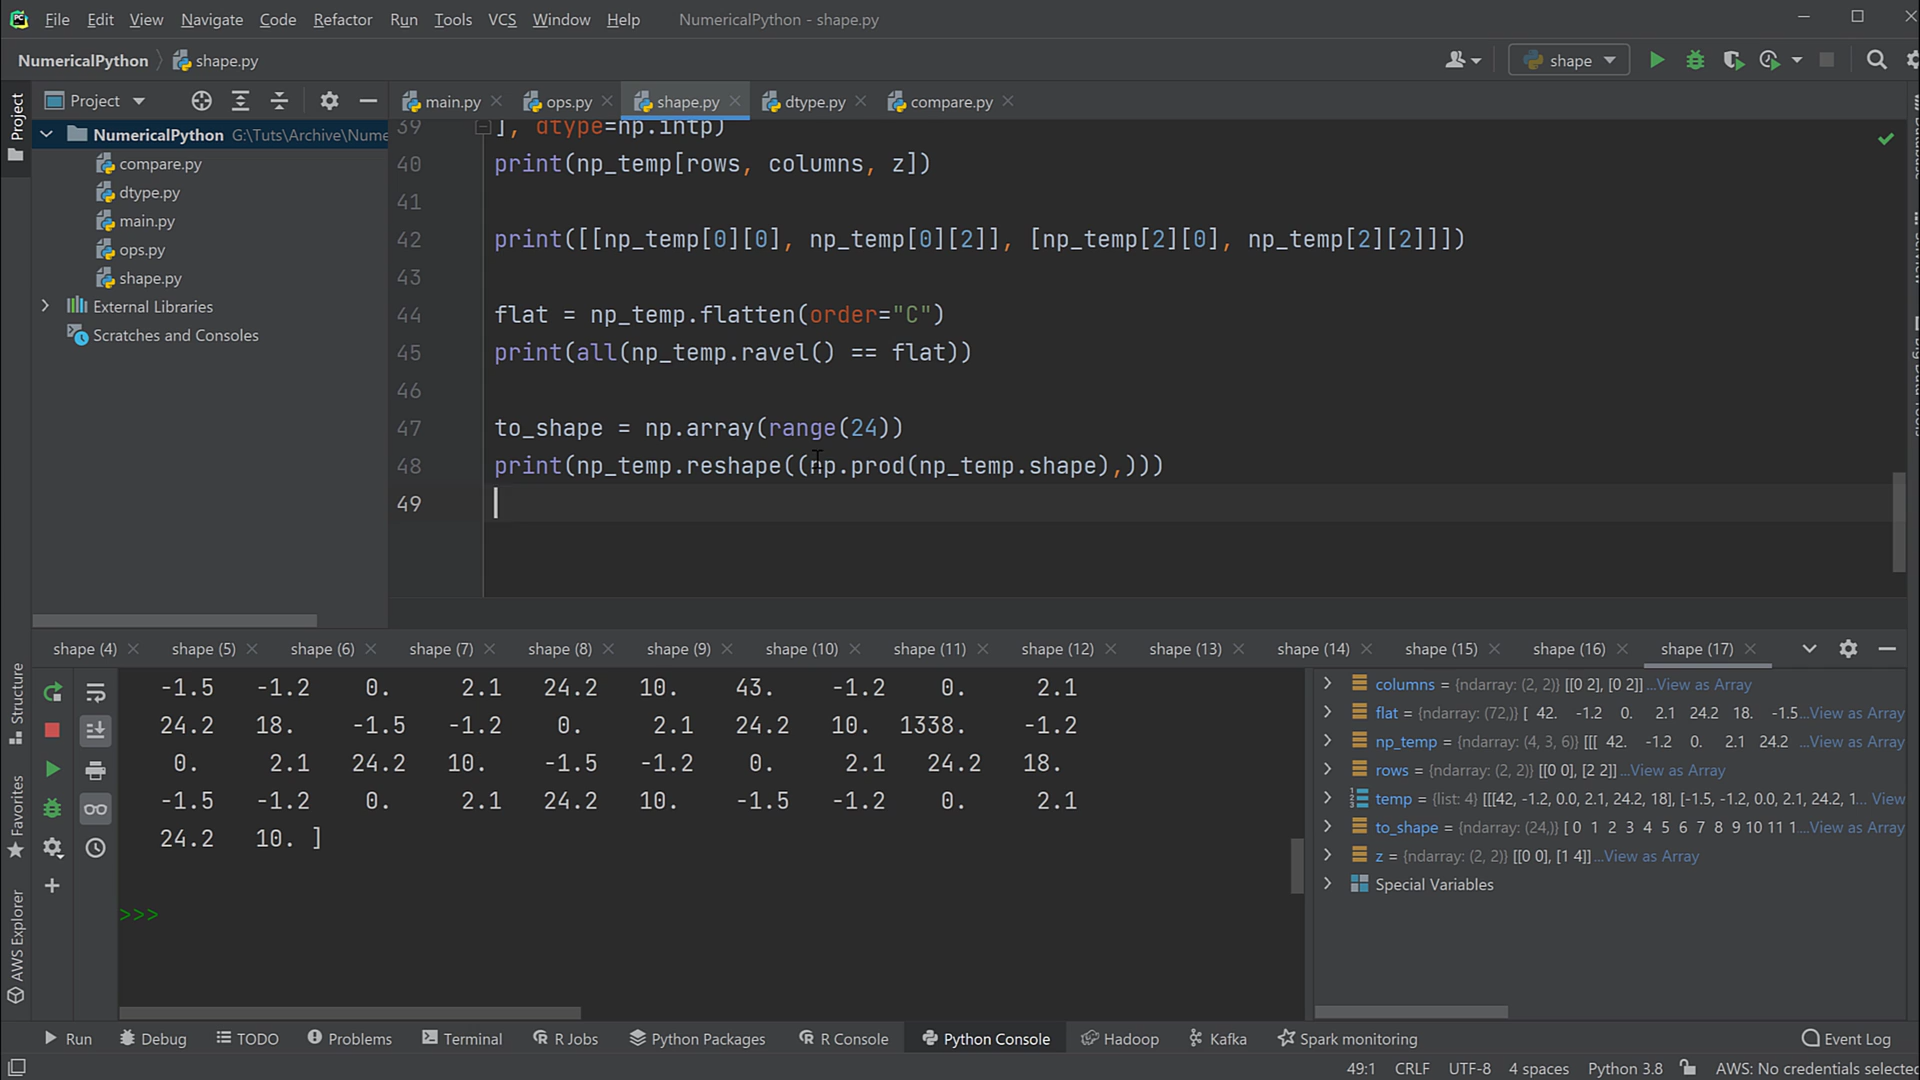 File Edit View Navigate Code Refactor Run Tools VCS Window Help NumericalPython - shape.py
NumericalPython shape.py shape
Project main.py ops.py shape.py dtype.py compare.py
Project
NumericalPython G:\Tuts\Archive\Nume
compare.py
dtype.py
main.py
ops.py
shape.py
External Libraries
Scratches and Consoles
39 ], dtype=np.intp)
40 print(np_temp[rows, columns, z])
41
42 print([[np_temp[0][0], np_temp[0][2]], [np_temp[2][0], np_temp[2][2]]])
43
44 flat = np_temp.flatten(order="C")
45 print(all(np_temp.ravel() == flat))
46
47 to_shape = np.array(range(24))
48 print(np_temp.reshape((np.prod(np_temp.shape),)))
49
shape (4) shape (5) shape (6) shape (7) shape (8) shape (9) shape (10) shape (11) shape (12) shape (13) shape (14) shape (15) shape (16) shape (17)
-1.5 -1.2 0. 2.1 24.2 10. 43. -1.2 0. 2.1
24.2 18. -1.5 -1.2 0. 2.1 24.2 10. 1338. -1.2
0. 2.1 24.2 10. -1.5 -1.2 0. 2.1 24.2 18.
-1.5 -1.2 0. 2.1 24.2 10. -1.5 -1.2 0. 2.1
24.2 10. ]
>>>
columns = {ndarray: (2, 2)} [[0 2], [0 2]] ...View as Array
flat = {ndarray: (72,)} [ 42. -1.2 0. 2.1 24.2 18. -1.5...View as Array
np_temp = {ndarray: (4, 3, 6)} [[[ 42. -1.2 0. 2.1 24.2 ...View as Array
rows = {ndarray: (2, 2)} [[0 0], [2 2]] ...View as Array
temp = {list: 4} [[[42, -1.2, 0.0, 2.1, 24.2, 18], [-1.5, -1.2, 0.0, 2.1, 24.2, 1... View
to_shape = {ndarray: (24,)} [ 0 1 2 3 4 5 6 7 8 9 10 11 1...View as Array
z = {ndarray: (2, 2)} [[0 0], [1 4]] ...View as Array
Special Variables
Structure
Favorites
AWS Explorer
Run Debug TODO Problems Terminal R Jobs Python Packages R Console Python Console Hadoop Kafka Spark monitoring Event Log
49:1 CRLF UTF-8 4 spaces Python 3.8 AWS: No credentials selected